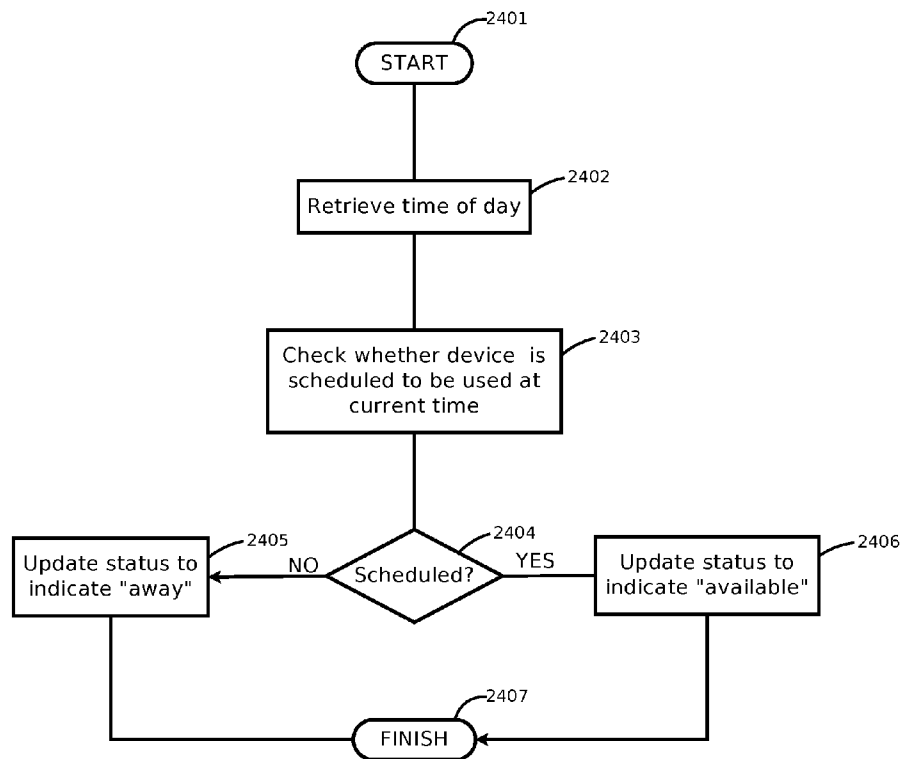 2401
START
2402
Retrieve time of day
2403
Check whether device is
scheduled to be used at
current time
2404
Scheduled?
NO
YES
2405
Update status to
indicate "away"
2406
Update status to
indicate "available"
2407
FINISH